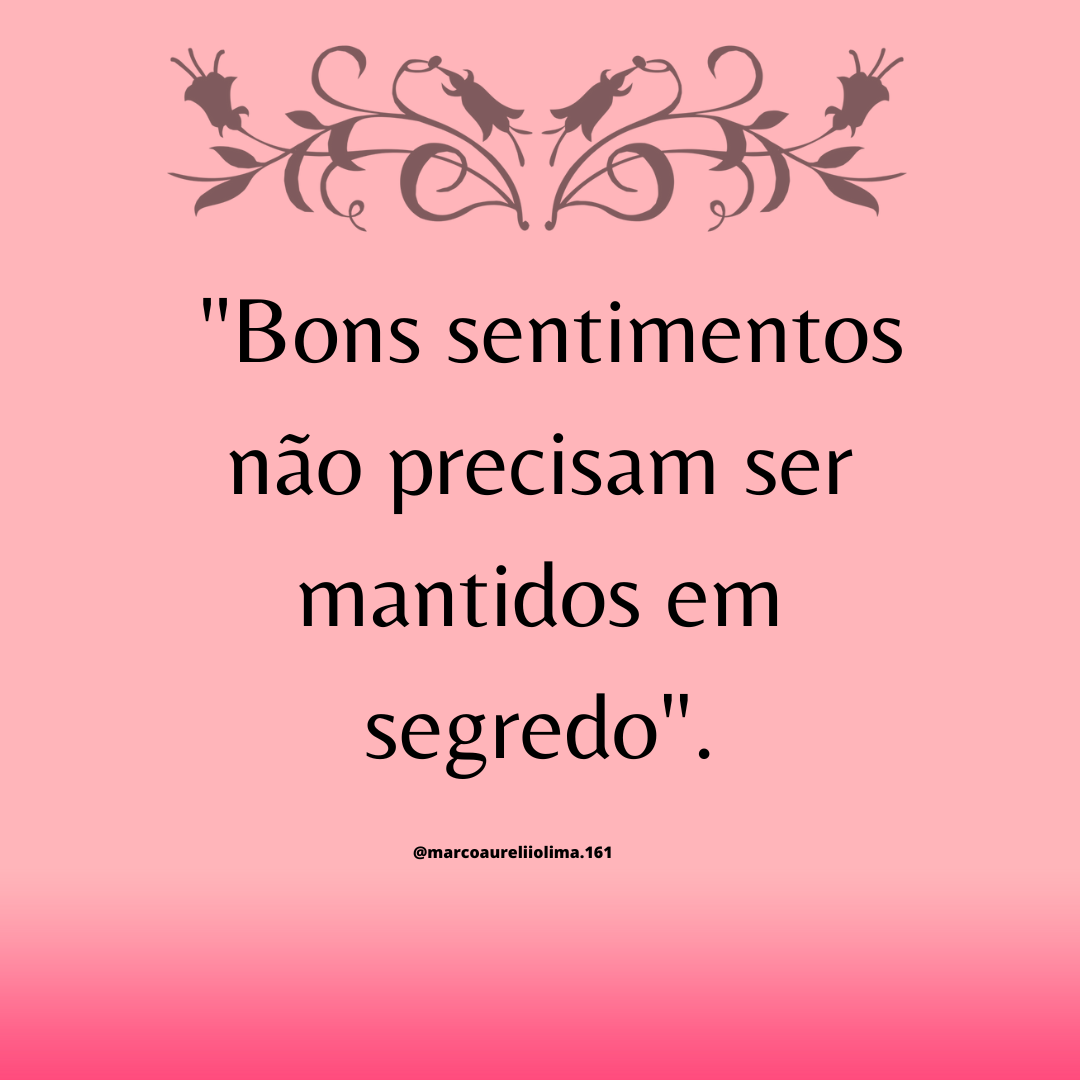 "Bons sentimentos
não precisam ser
mantidos em
segredo".
@marcoaureliiolima.161